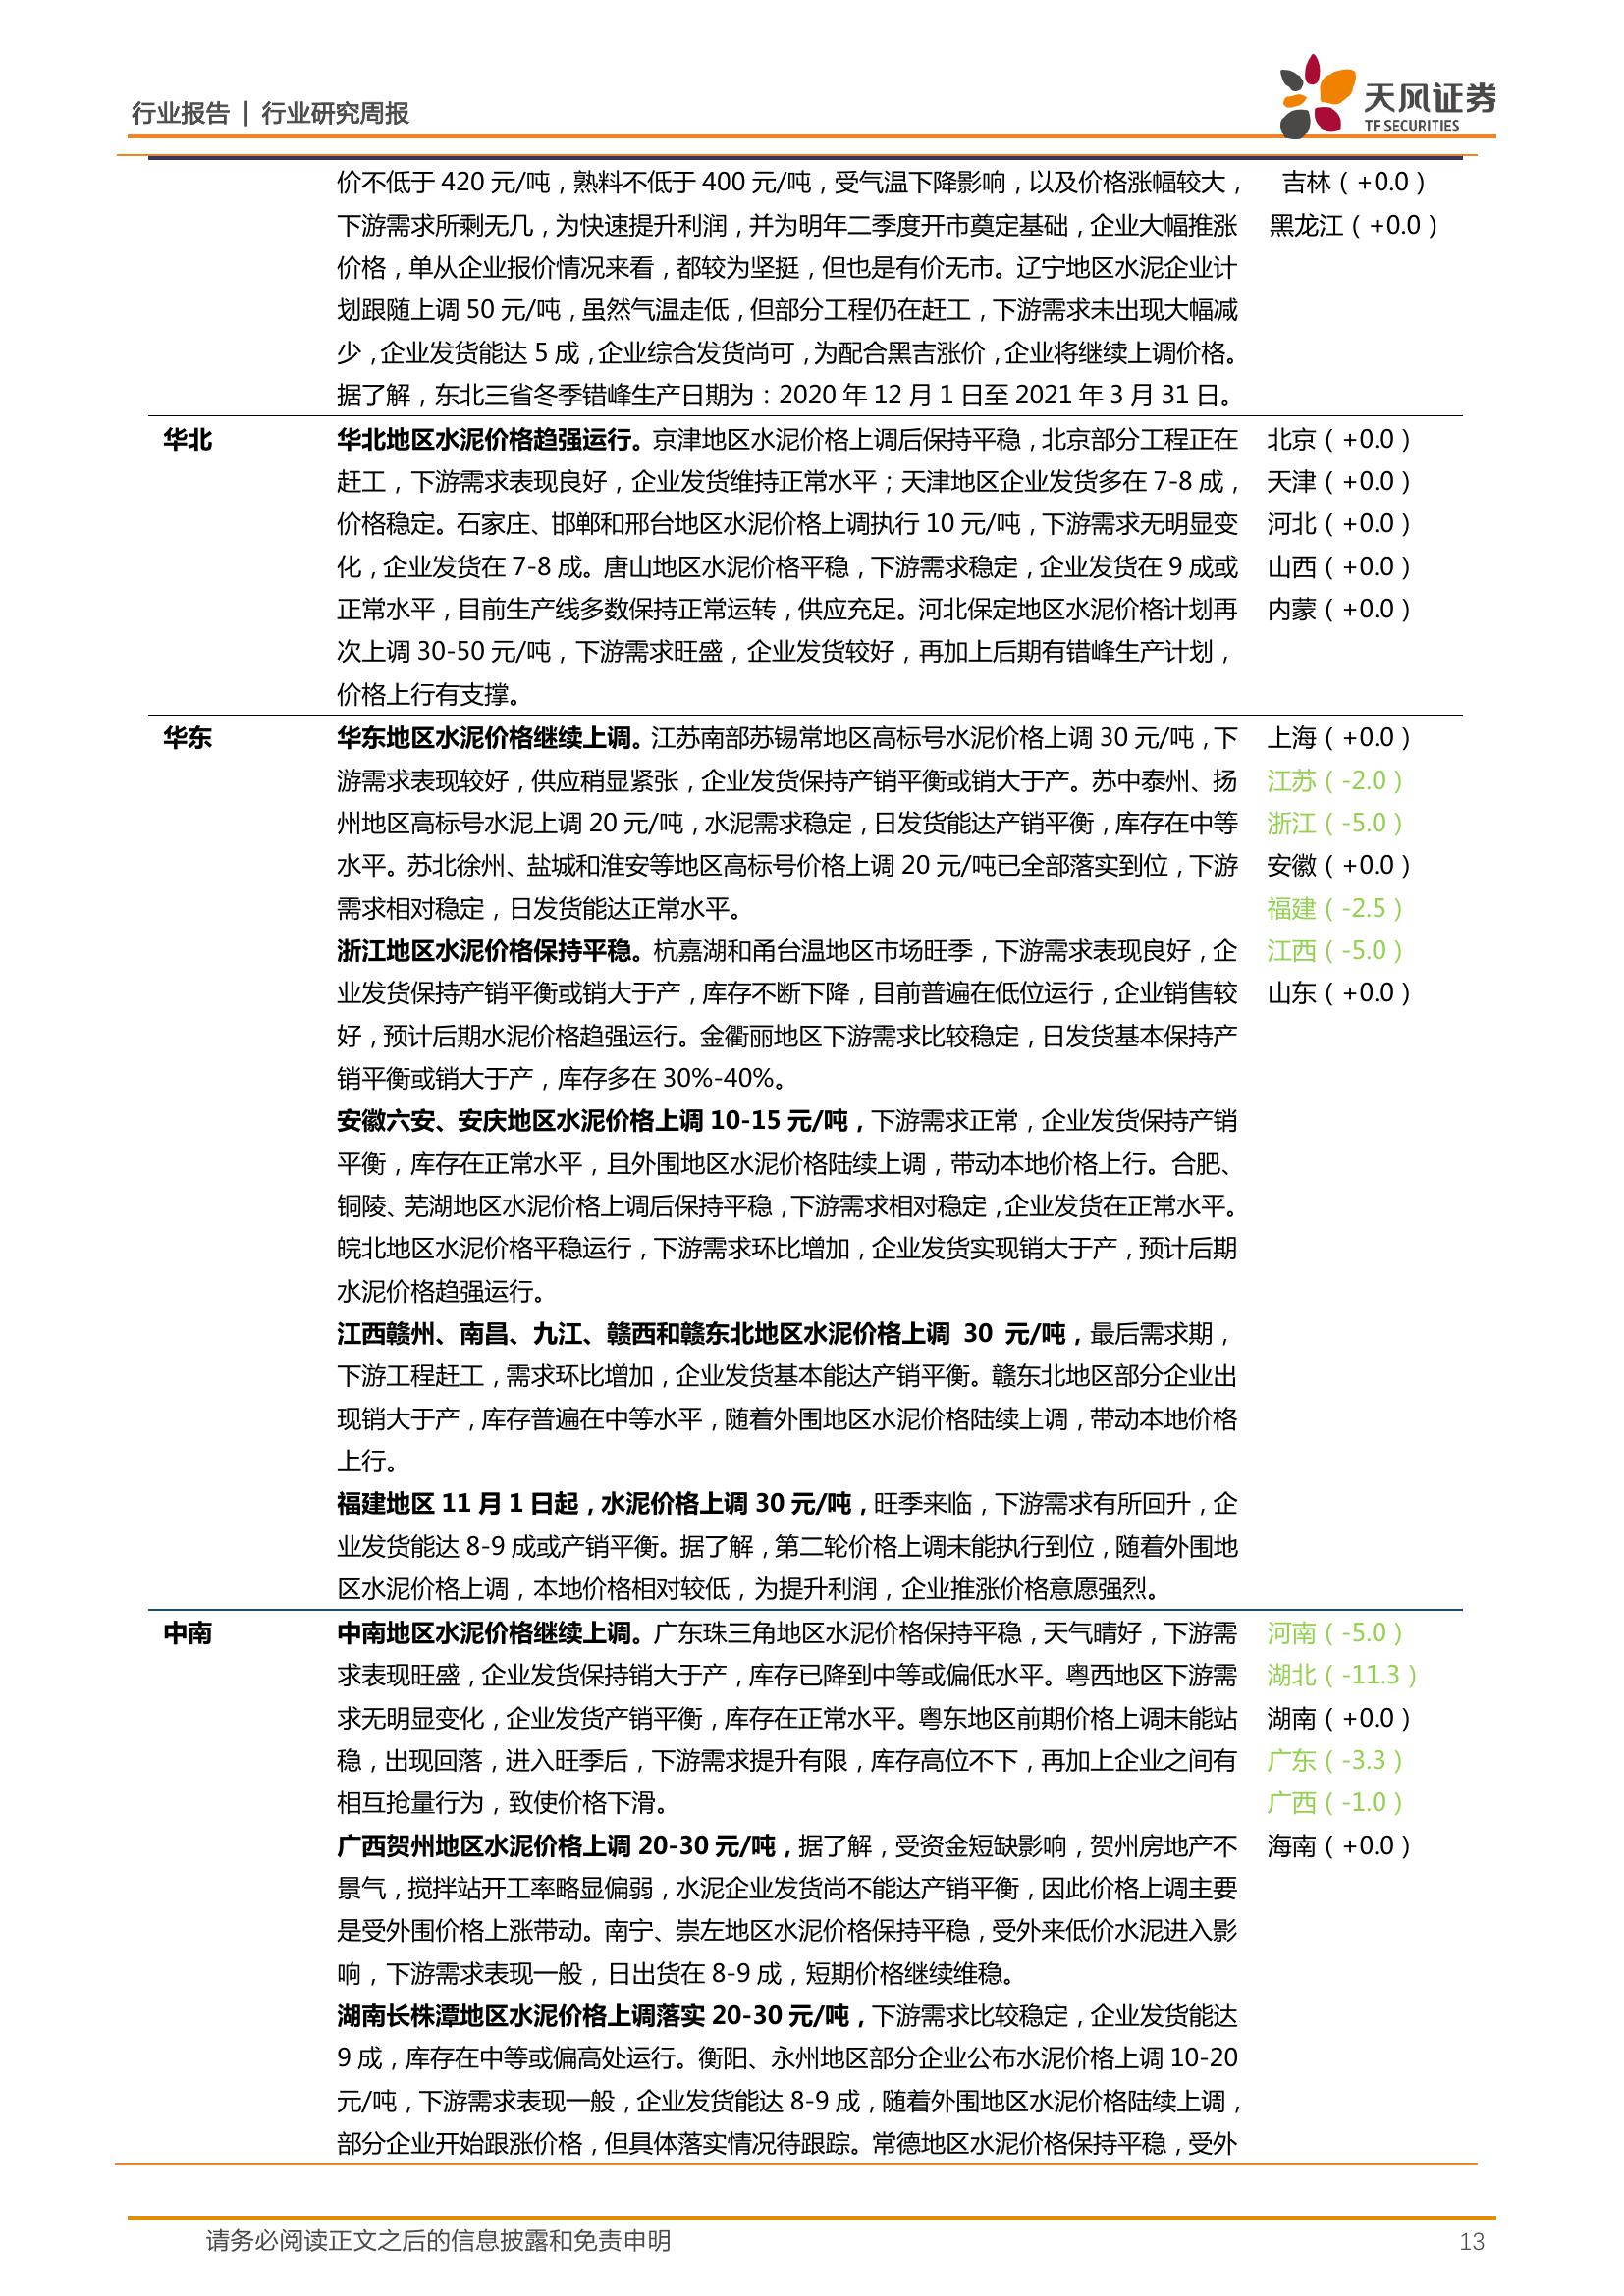 行业报告 | 行业研究周报
天风证券
TF SECURITIES
价不低于 420 元/吨，熟料不低于 400 元/吨，受气温下降影响，以及价格涨幅较大，
下游需求所剩无几，为快速提升利润，并为明年二季度开市奠定基础，企业大幅推涨
价格，单从企业报价情况来看，都较为坚挺，但也是有价无市。辽宁地区水泥企业计
划跟随上调 50 元/吨，虽然气温走低，但部分工程仍在赶工，下游需求未出现大幅减
少，企业发货能达 5 成，企业综合发货尚可，为配合黑吉涨价，企业将继续上调价格。
据了解，东北三省冬季错峰生产日期为：2020 年 12 月 1 日至 2021 年 3 月 31 日。
吉林（+0.0）
黑龙江（+0.0）
华北
华北地区水泥价格趋强运行。京津地区水泥价格上调后保持平稳，北京部分工程正在
赶工，下游需求表现良好，企业发货维持正常水平；天津地区企业发货多在 7-8 成，
价格稳定。石家庄、邯郸和邢台地区水泥价格上调执行 10 元/吨，下游需求无明显变
化，企业发货在 7-8 成。唐山地区水泥价格平稳，下游需求稳定，企业发货在 9 成或
正常水平，目前生产线多数保持正常运转，供应充足。河北保定地区水泥价格计划再
次上调 30-50 元/吨，下游需求旺盛，企业发货较好，再加上后期有错峰生产计划，
价格上行有支撑。
北京（+0.0）
天津（+0.0）
河北（+0.0）
山西（+0.0）
内蒙（+0.0）
华东
华东地区水泥价格继续上调。江苏南部苏锡常地区高标号水泥价格上调 30 元/吨，下
游需求表现较好，供应稍显紧张，企业发货保持产销平衡或销大于产。苏中泰州、扬
州地区高标号水泥上调 20 元/吨，水泥需求稳定，日发货能达产销平衡，库存在中等
水平。苏北徐州、盐城和淮安等地区高标号价格上调 20 元/吨已全部落实到位，下游
需求相对稳定，日发货能达正常水平。
浙江地区水泥价格保持平稳。杭嘉湖和甬台温地区市场旺季，下游需求表现良好，企
业发货保持产销平衡或销大于产，库存不断下降，目前普遍在低位运行，企业销售较
好，预计后期水泥价格趋强运行。金衢丽地区下游需求比较稳定，日发货基本保持产
销平衡或销大于产，库存多在 30%-40%。
安徽六安、安庆地区水泥价格上调 10-15 元/吨，下游需求正常，企业发货保持产销
平衡，库存在正常水平，且外围地区水泥价格陆续上调，带动本地价格上行。合肥、
铜陵、芜湖地区水泥价格上调后保持平稳，下游需求相对稳定，企业发货在正常水平。
皖北地区水泥价格平稳运行，下游需求环比增加，企业发货实现销大于产，预计后期
水泥价格趋强运行。
江西赣州、南昌、九江、赣西和赣东北地区水泥价格上调 30 元/吨，最后需求期，
下游工程赶工，需求环比增加，企业发货基本能达产销平衡。赣东北地区部分企业出
现销大于产，库存普遍在中等水平，随着外围地区水泥价格陆续上调，带动本地价格
上行。
福建地区 11 月 1 日起，水泥价格上调 30 元/吨，旺季来临，下游需求有所回升，企
业发货能达 8-9 成或产销平衡。据了解，第二轮价格上调未能执行到位，随着外围地
区水泥价格上调，本地价格相对较低，为提升利润，企业推涨价格意愿强烈。
上海（+0.0）
江苏（-2.0）
浙江（-5.0）
安徽（+0.0）
福建（-2.5）
江西（-5.0）
山东（+0.0）
中南
中南地区水泥价格继续上调。广东珠三角地区水泥价格保持平稳，天气晴好，下游需
求表现旺盛，企业发货保持销大于产，库存已降到中等或偏低水平。粤西地区下游需
求无明显变化，企业发货产销平衡，库存在正常水平。粤东地区前期价格上调未能站
稳，出现回落，进入旺季后，下游需求提升有限，库存高位不下，再加上企业之间有
相互抢量行为，致使价格下滑。
广西贺州地区水泥价格上调 20-30 元/吨，据了解，受资金短缺影响，贺州房地产不
景气，搅拌站开工率略显偏弱，水泥企业发货尚不能达产销平衡，因此价格上调主要
是受外围价格上涨带动。南宁、崇左地区水泥价格保持平稳，受外来低价水泥进入影
响，下游需求表现一般，日出货在 8-9 成，短期价格继续维稳。
湖南长株潭地区水泥价格上调落实 20-30 元/吨，下游需求比较稳定，企业发货能达
9 成，库存在中等或偏高处运行。衡阳、永州地区部分企业公布水泥价格上调 10-20
元/吨，下游需求表现一般，企业发货能达 8-9 成，随着外围地区水泥价格陆续上调，
部分企业开始跟涨价格，但具体落实情况待跟踪。常德地区水泥价格保持平稳，受外
河南（-5.0）
湖北（-11.3）
湖南（+0.0）
广东（-3.3）
广西（-1.0）
海南（+0.0）
请务必阅读正文之后的信息披露和免责申明
13